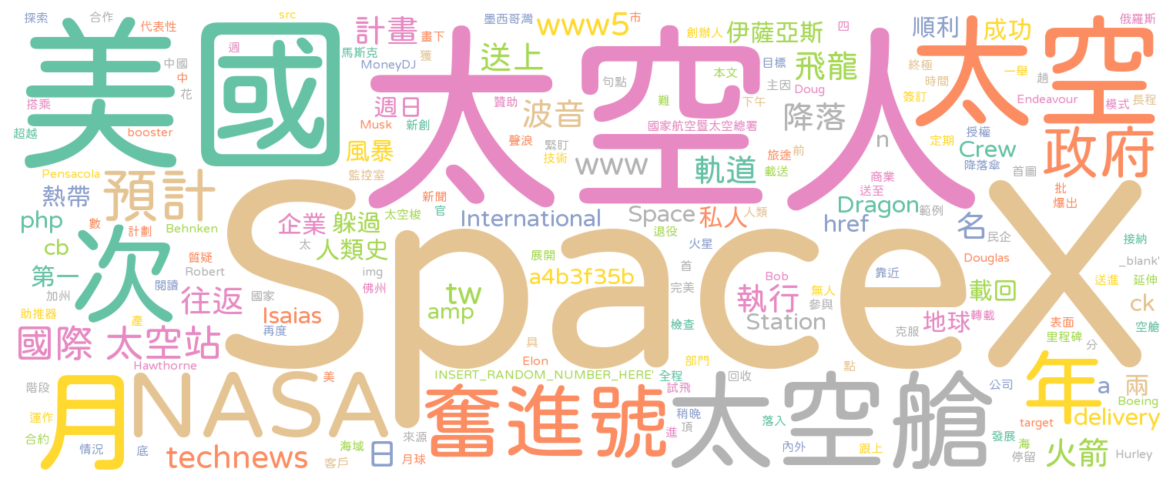 探索
合作
代表性
src
計畫
畫下
墨西哥灣
www5
市
創辦人
伊薩亞斯
四
順利
成功
俄羅斯
美國
太空人
太空
週
中國
中
花
搭乘
超越
booster
馬斯克
MoneyDJ
獲
送上
句點
本文
目標
主因
飛龍
Doug
終極
時間
一舉
趟
簽訂
Endeavour
模式
長程
週日
Musk
新創
贊助
聲浪
波音
難
下午
國家航空暨太空總署
降落
n
定期
授權
政府
Pensacola
風暴
監控室
緊盯
技術
www
軌道
旅途
前
載送
Crew
降落傘
首圖
熱帶
預計
新聞
官
太空梭
International
Space
私人
人類
商業
送至
Dragon
範例
批
爆出
php
數
計劃
Behnken
企業
躲過
退役
火星
href
名
民企
接納
cb
次
質疑
人類史
SpaceX
_blank'
第一
Robert
太
展開
首
Bob
靠近
Douglas
送進
延伸
加州
閱讀
國家
img
佛州
a4b3f35b
完美
無人
參與
載回
ck
往返
tw
執行
地球
轉載
空艙
助推器
產
Isaias
amp
檢查
Station
克服
表面
里程碑
國際 太空站
再度
具
分
Hawthorne
Elon
部門
點
階段
月
NASA
美
INSERT_RANDOM_NUMBER_HERE'
全程
回收
年
試飛
公司
a
兩
Boeing
運作
奮進號
稍晚
頂
太空艙
target
delivery
合約
進
落入
發展
海
情況
底
technews
日
海域
來源
客戶
月球
內外
跟上
停留
火箭
Hurley